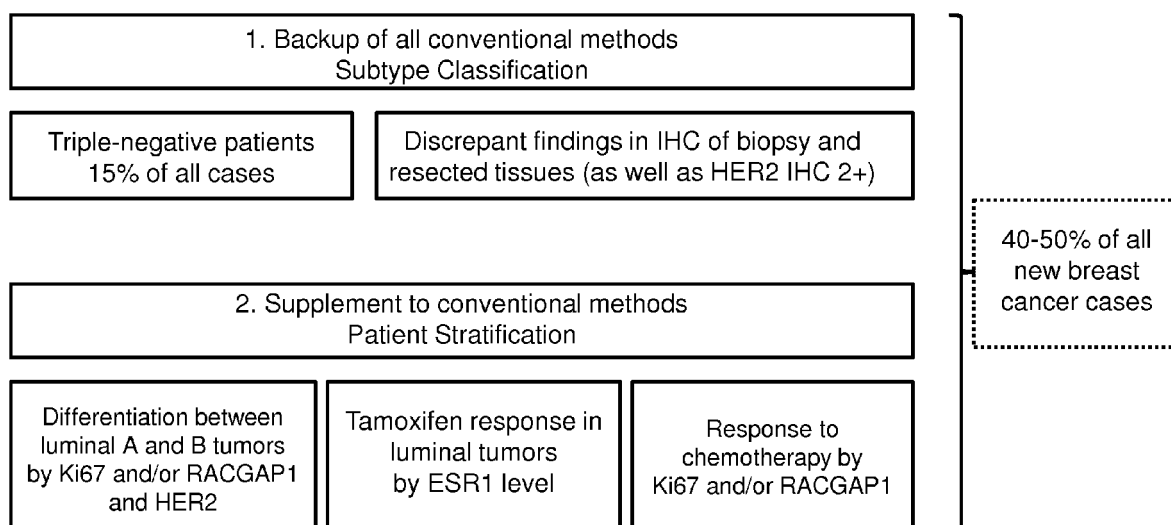 1. Backup of all conventional methods
Subtype Classification
Triple-negative patients
15% of all cases
Discrepant findings in IHC of biopsy and
resected tissues (as well as HER2 IHC 2+)
40-50% of all
new breast
cancer cases
2. Supplement to conventional methods
Patient Stratification
Differentiation between
luminal A and B tumors
by Ki67 and/or RACGAP1
and HER2
Tamoxifen response in
luminal tumors
by ESR1 level
Response to
chemotherapy by
Ki67 and/or RACGAP1